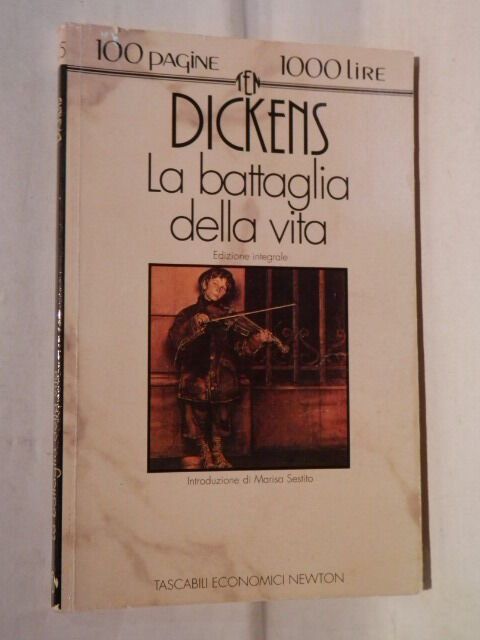 100 PAGINE 1000 LIRE
TEN
DICKENS
La battaglia
della vita
Edizione integrale
Introduzione di Marisa Sestito
TASCABILI ECONOMICI NEWTON